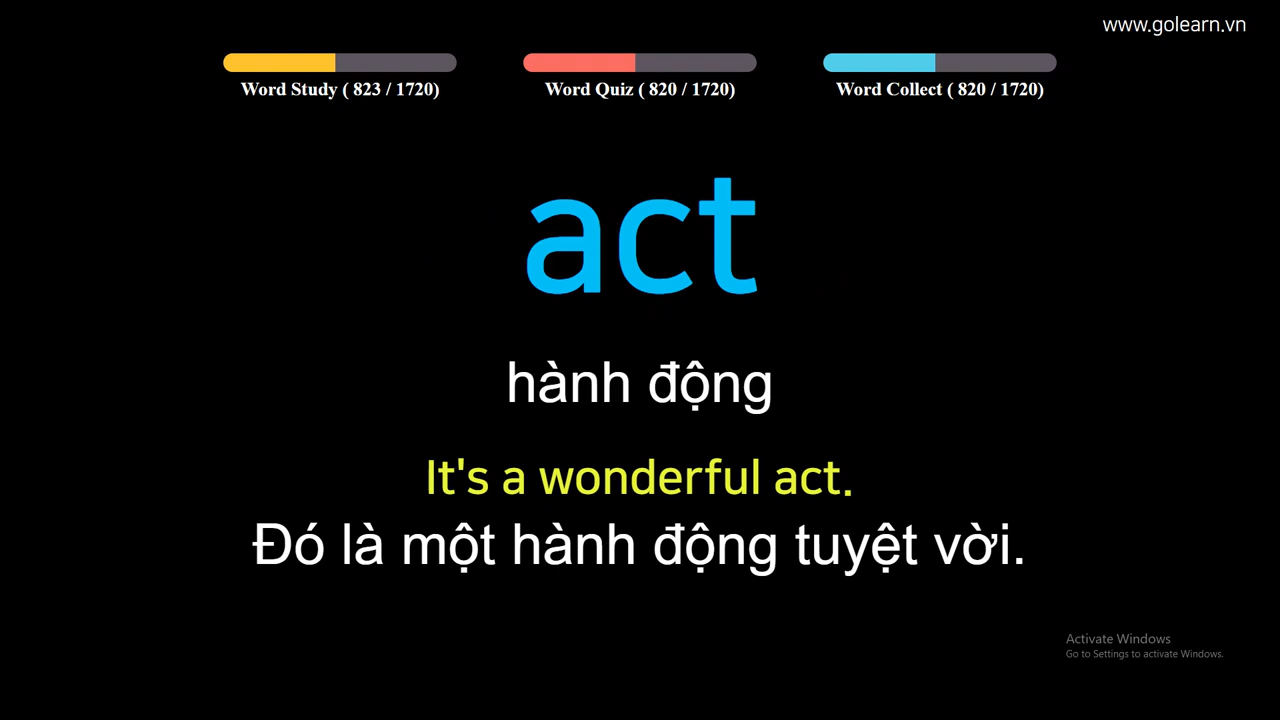 www.golearn.vn
Word Study ( 823 / 1720)
Word Quiz ( 820 / 1720)
Word Collect ( 820 / 1720)
act
hành động
It's a wonderful act.
Đó là một hành động tuyệt vời.
Activate Windows
Go to Settings to activate Windows.